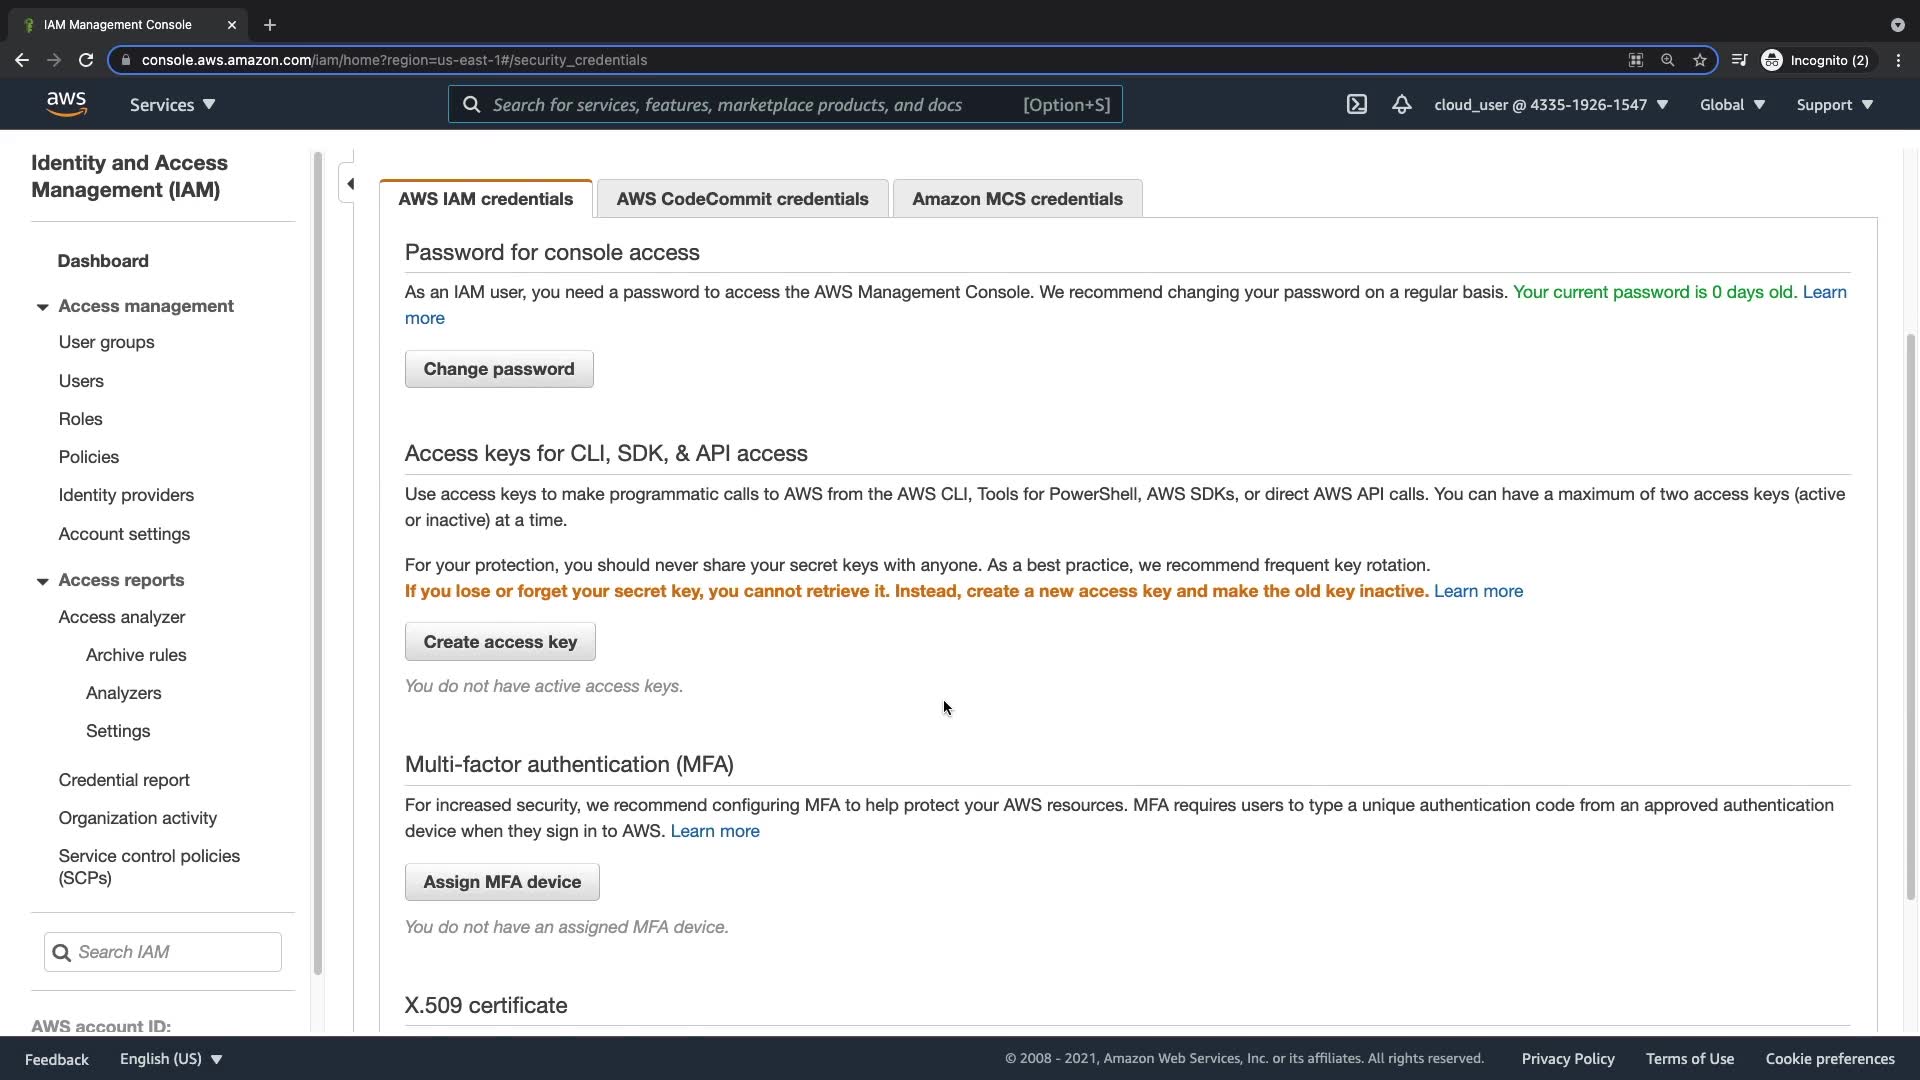 IAM Management Console
console.aws.amazon.com/iam/home?region=us-east-1#/security_credentials
Incognito (2)
aws
Services
Search for services, features, marketplace products, and docs [Option+S]
cloud_user @ 4335-1926-1547
Global
Support
Identity and Access
Management (IAM)
Dashboard
Access management
User groups
Users
Roles
Policies
Identity providers
Account settings
Access reports
Access analyzer
Archive rules
Analyzers
Settings
Credential report
Organization activity
Service control policies
(SCPs)
Search IAM
AWS account ID:
AWS IAM credentials
AWS CodeCommit credentials
Amazon MCS credentials
Password for console access
As an IAM user, you need a password to access the AWS Management Console. We recommend changing your password on a regular basis. Your current password is 0 days old. Learn
more
Change password
Access keys for CLI, SDK, & API access
Use access keys to make programmatic calls to AWS from the AWS CLI, Tools for PowerShell, AWS SDKs, or direct AWS API calls. You can have a maximum of two access keys (active
or inactive) at a time.
For your protection, you should never share your secret keys with anyone. As a best practice, we recommend frequent key rotation.
If you lose or forget your secret key, you cannot retrieve it. Instead, create a new access key and make the old key inactive. Learn more
Create access key
You do not have active access keys.
Multi-factor authentication (MFA)
For increased security, we recommend configuring MFA to help protect your AWS resources. MFA requires users to type a unique authentication code from an approved authentication
device when they sign in to AWS. Learn more
Assign MFA device
You do not have an assigned MFA device.
X.509 certificate
Feedback
English (US)
© 2008 - 2021, Amazon Web Services, Inc. or its affiliates. All rights reserved.
Privacy Policy
Terms of Use
Cookie preferences